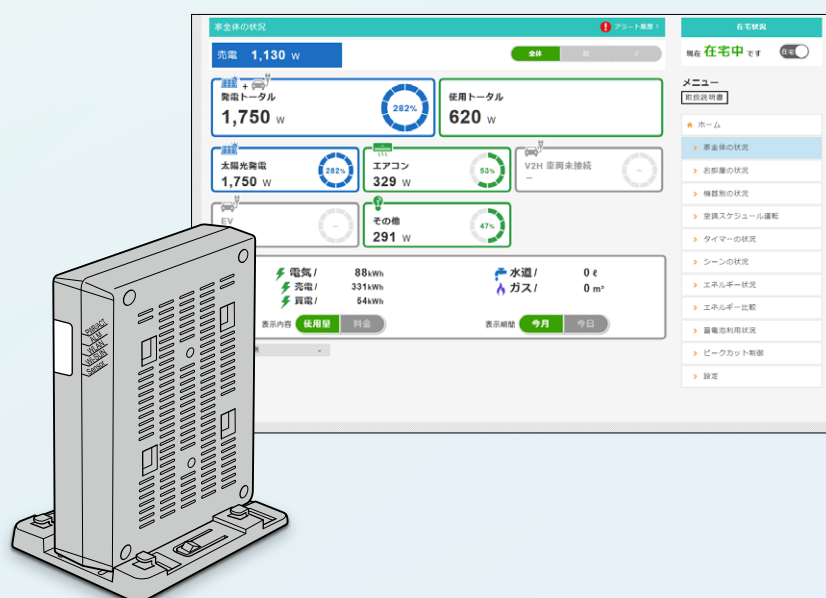 家全体の状況
アラート履歴 ›
売電 1,130 W
全体
発電トータル
1,750 W
282%
使用トータル
620 W
太陽光発電
1,750 W
282%
エアコン
329 W
53%
V2H 車両未接続
–
–
EV
–
その他
291 W
47%
電気/ 88kWh
売電/ 331kWh
買電/ 54kWh
水道/ 0 ℓ
ガス/ 0 m³
表示内容 使用量 料金
表示期間 今月 今日
在宅状況
現在 在宅中 です 在宅
メニュー
取扱説明書
ホーム
家全体の状況
お部屋の状況
機器別の状況
空調スケジュール運転
タイマーの状況
シーンの状況
エネルギー状況
エネルギー比較
蓄電池利用状況
ピークカット制御
設定
PWR/ACT
ALM
WLAN
Wi-SUN
Sensor